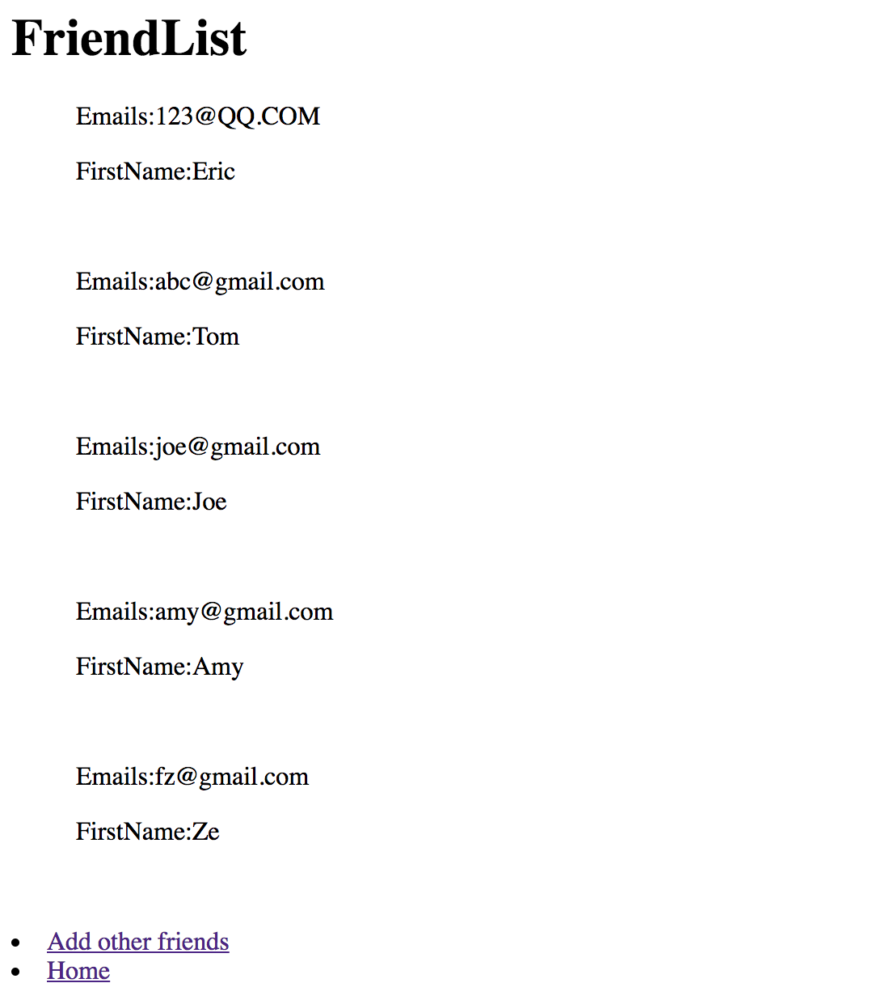 FriendList
Emails:123@QQ.COM
FirstName:Eric
Emails:abc@gmail.com
FirstName:Tom
Emails:joe@gmail.com
FirstName:Joe
Emails:amy@gmail.com
FirstName:Amy
Emails:fz@gmail.com
FirstName:Ze
Add other friends
Home